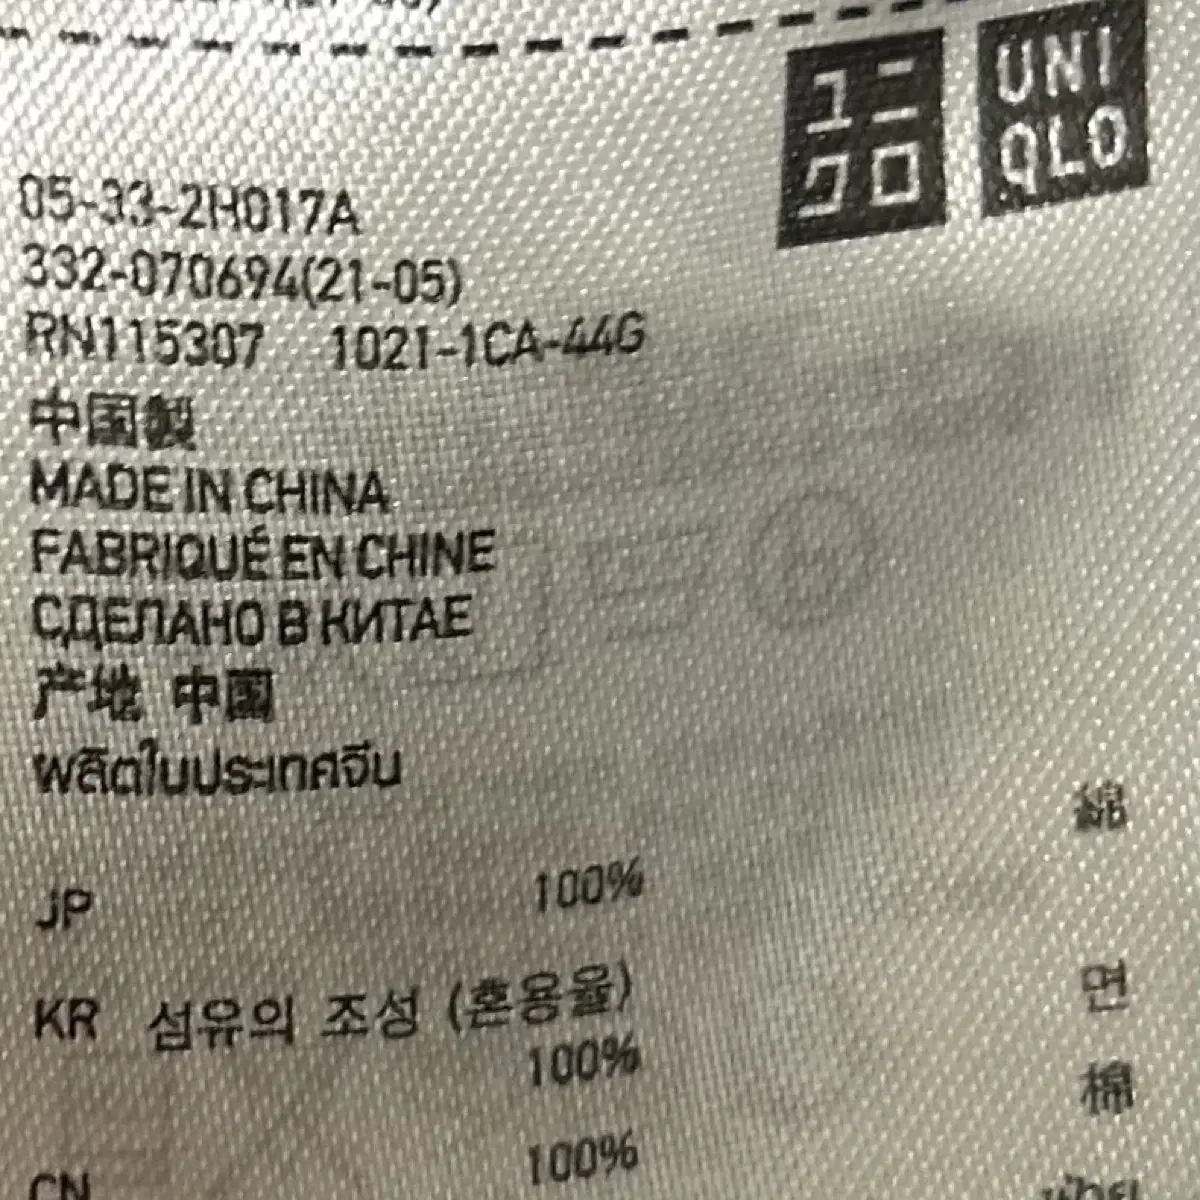 ユニ
クロ
UNI
QLO
05-33-2H017A
332-070694(21-05)
RN115307 1021-1CA-44G
中国製
MADE IN CHINA
FABRIQUÉ EN CHINE
СДЕЛАНО В КИТАЕ
产地 中国
ผลิตในประเทศจีน
綿
JP 100%
KR 섬유의 조성 (혼용율)
면
100%
棉
CN 100%